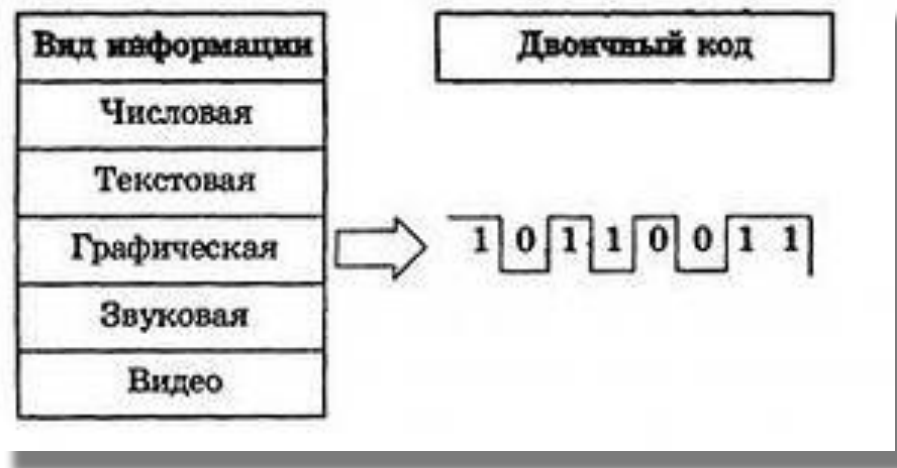 Вид информации
Двоичный код
Числовая
Текстовая
Графическая
1 0 1 1 0 0 1 1
Звуковая
Видео